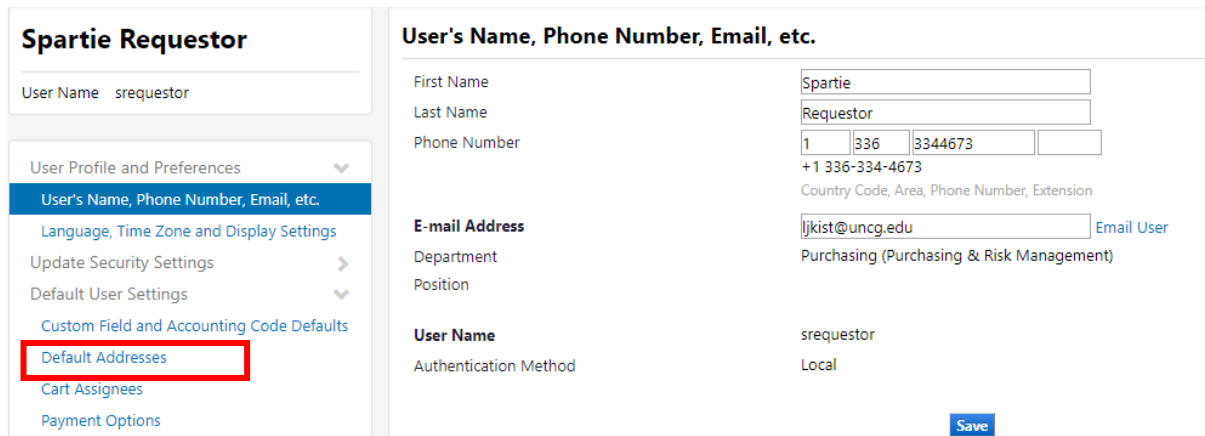 Spartie Requestor
User Name srequestor
User Profile and Preferences
User's Name, Phone Number, Email, etc.
Language, Time Zone and Display Settings
Update Security Settings
Default User Settings
Custom Field and Accounting Code Defaults
Default Addresses
Cart Assignees
Payment Options
User's Name, Phone Number, Email, etc.
First Name Spartie
Last Name Requestor
Phone Number 1 336 3344673
+1 336-334-4673
Country Code, Area, Phone Number, Extension
E-mail Address ljkist@uncg.edu Email User
Department Purchasing (Purchasing & Risk Management)
Position
User Name srequestor
Authentication Method Local
Save